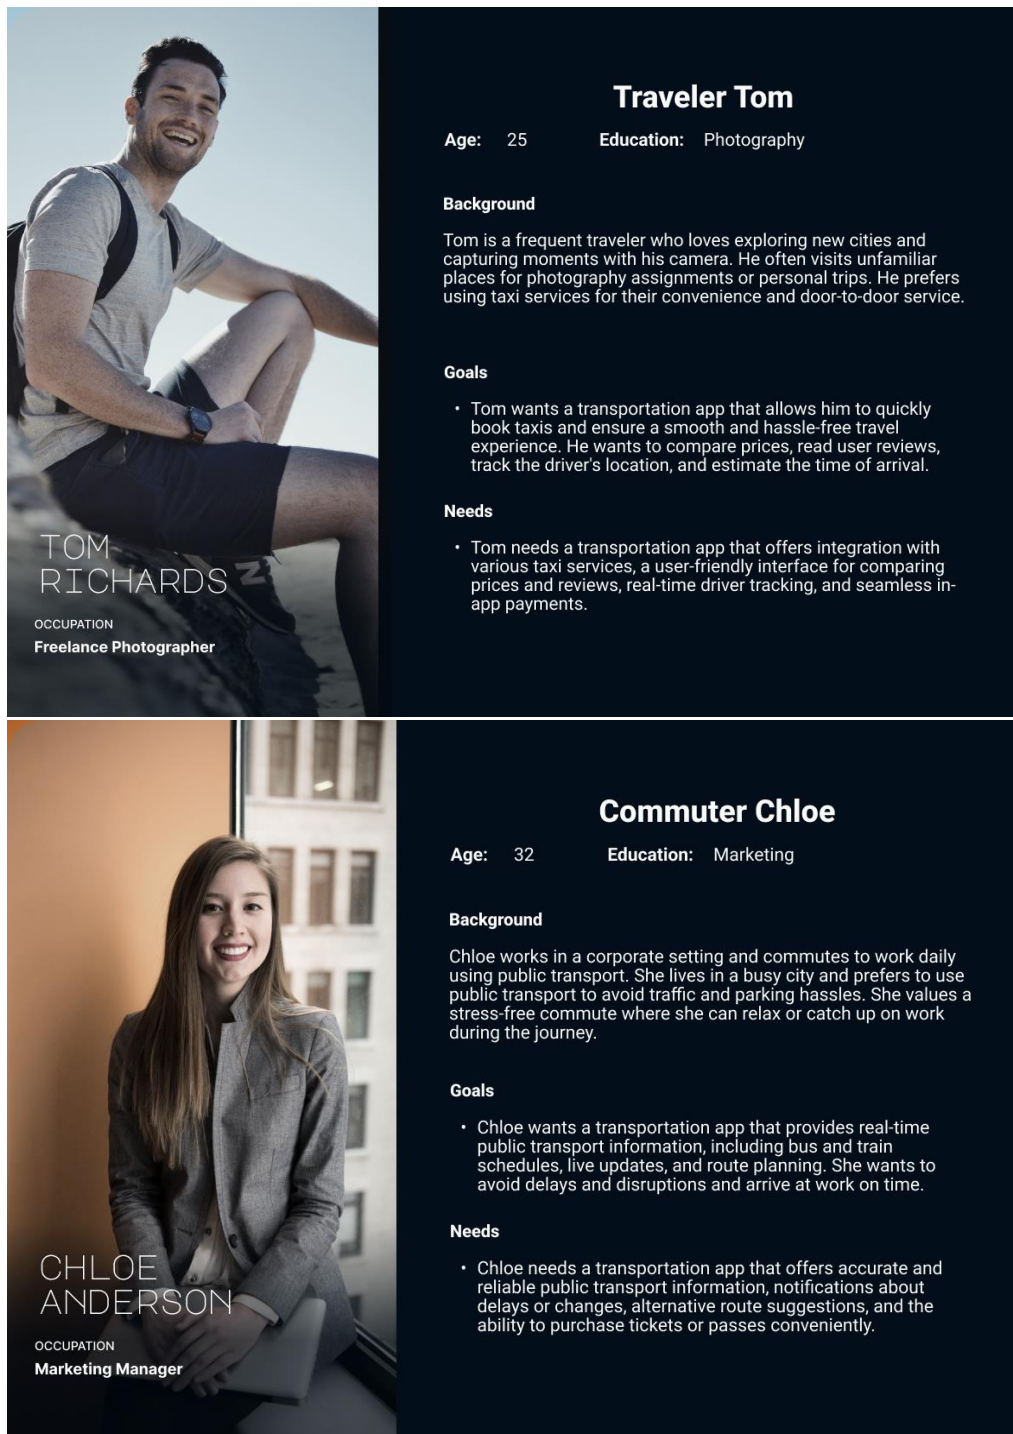 Traveler Tom
Age: 25 Education: Photography
Background
Tom is a frequent traveler who loves exploring new cities and
capturing moments with his camera. He often visits unfamiliar
places for photography assignments or personal trips. He prefers
using taxi services for their convenience and door-to-door service.
Goals
• Tom wants a transportation app that allows him to quickly
book taxis and ensure a smooth and hassle-free travel
experience. He wants to compare prices, read user reviews,
track the driver's location, and estimate the time of arrival.
Needs
• Tom needs a transportation app that offers integration with
various taxi services, a user-friendly interface for comparing
prices and reviews, real-time driver tracking, and seamless in-
app payments.
TOM
RICHARDS
OCCUPATION
Freelance Photographer
Commuter Chloe
Age: 32 Education: Marketing
Background
Chloe works in a corporate setting and commutes to work daily
using public transport. She lives in a busy city and prefers to use
public transport to avoid traffic and parking hassles. She values a
stress-free commute where she can relax or catch up on work
during the journey.
Goals
• Chloe wants a transportation app that provides real-time
public transport information, including bus and train
schedules, live updates, and route planning. She wants to
avoid delays and disruptions and arrive at work on time.
Needs
• Chloe needs a transportation app that offers accurate and
reliable public transport information, notifications about
delays or changes, alternative route suggestions, and the
ability to purchase tickets or passes conveniently.
CHLOE
ANDERSON
OCCUPATION
Marketing Manager